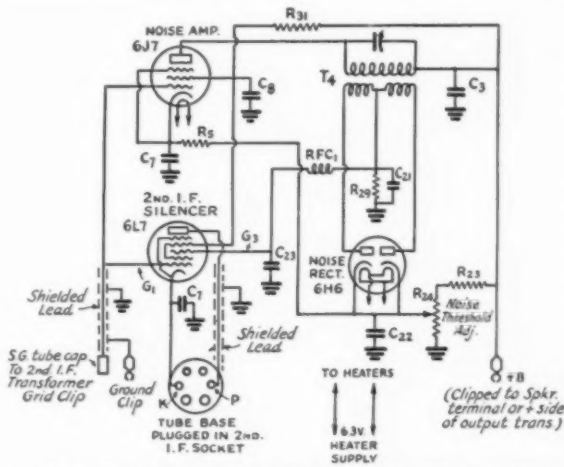 NOISE AMP.
6J7
R31
T4
C8
C3
C7
R5
RFC1
C21
R29
2ND. I.F.
SILENCER
6L7
G3
C23
NOISE
RECT.
6H6
G1
C7
Shielded
Lead
Shielded
Lead
R23
R24
Noise
Threshold
Adj.
C22
S.G. tube cap
To 2nd. I.F.
Transformer
Grid Clip
Ground
Clip
K
P
TUBE BASE
PLUGGED IN 2ND.
I.F. SOCKET
TO HEATERS
6.3V.
HEATER
SUPPLY
+B
(Clipped to Spkr.
terminal or + side
of output trans.)